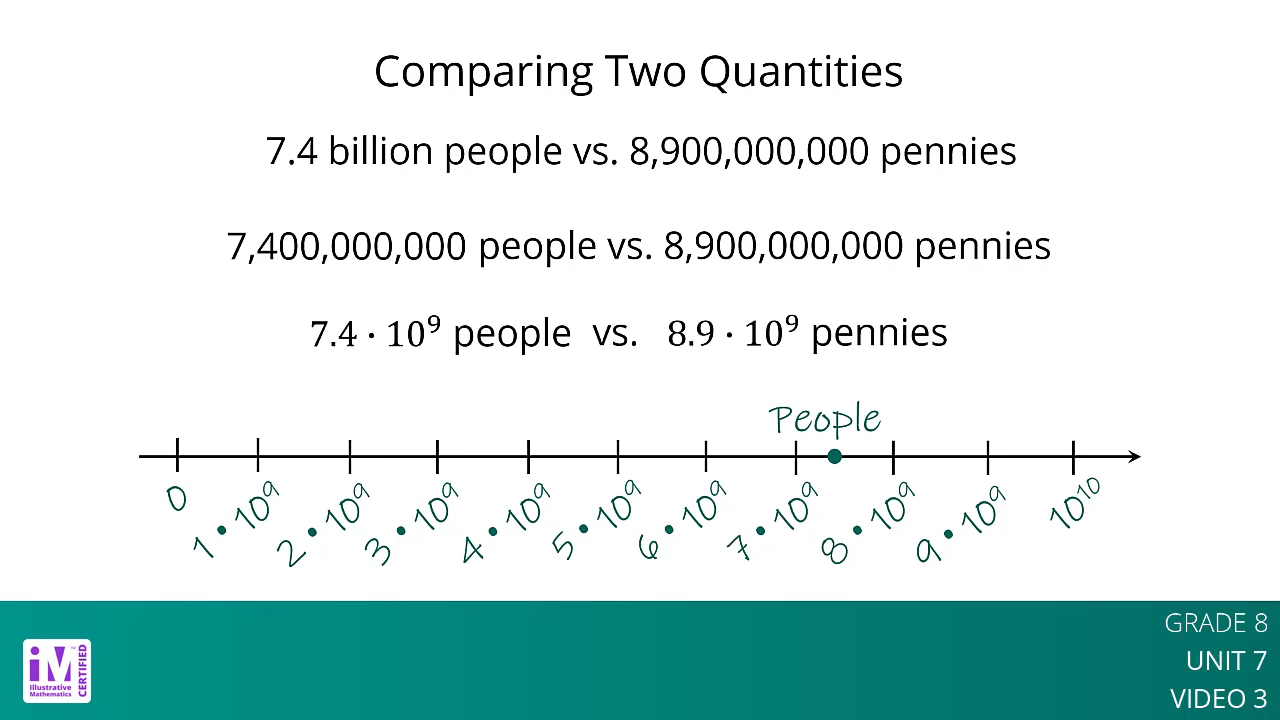 Comparing Two Quantities
7.4 billion people vs. 8,900,000,000 pennies
7,400,000,000 people vs. 8,900,000,000 pennies
7.4 · 10⁹ people vs. 8.9 · 10⁹ pennies
People
0 1 • 10⁹ 2 • 10⁹ 3 • 10⁹ 4 • 10⁹ 5 • 10⁹ 6 • 10⁹ 7 • 10⁹ 8 • 10⁹ 9 • 10⁹ 10¹⁰
GRADE 8
UNIT 7
VIDEO 3
iM™
Illustrative
Mathematics
CERTIFIED